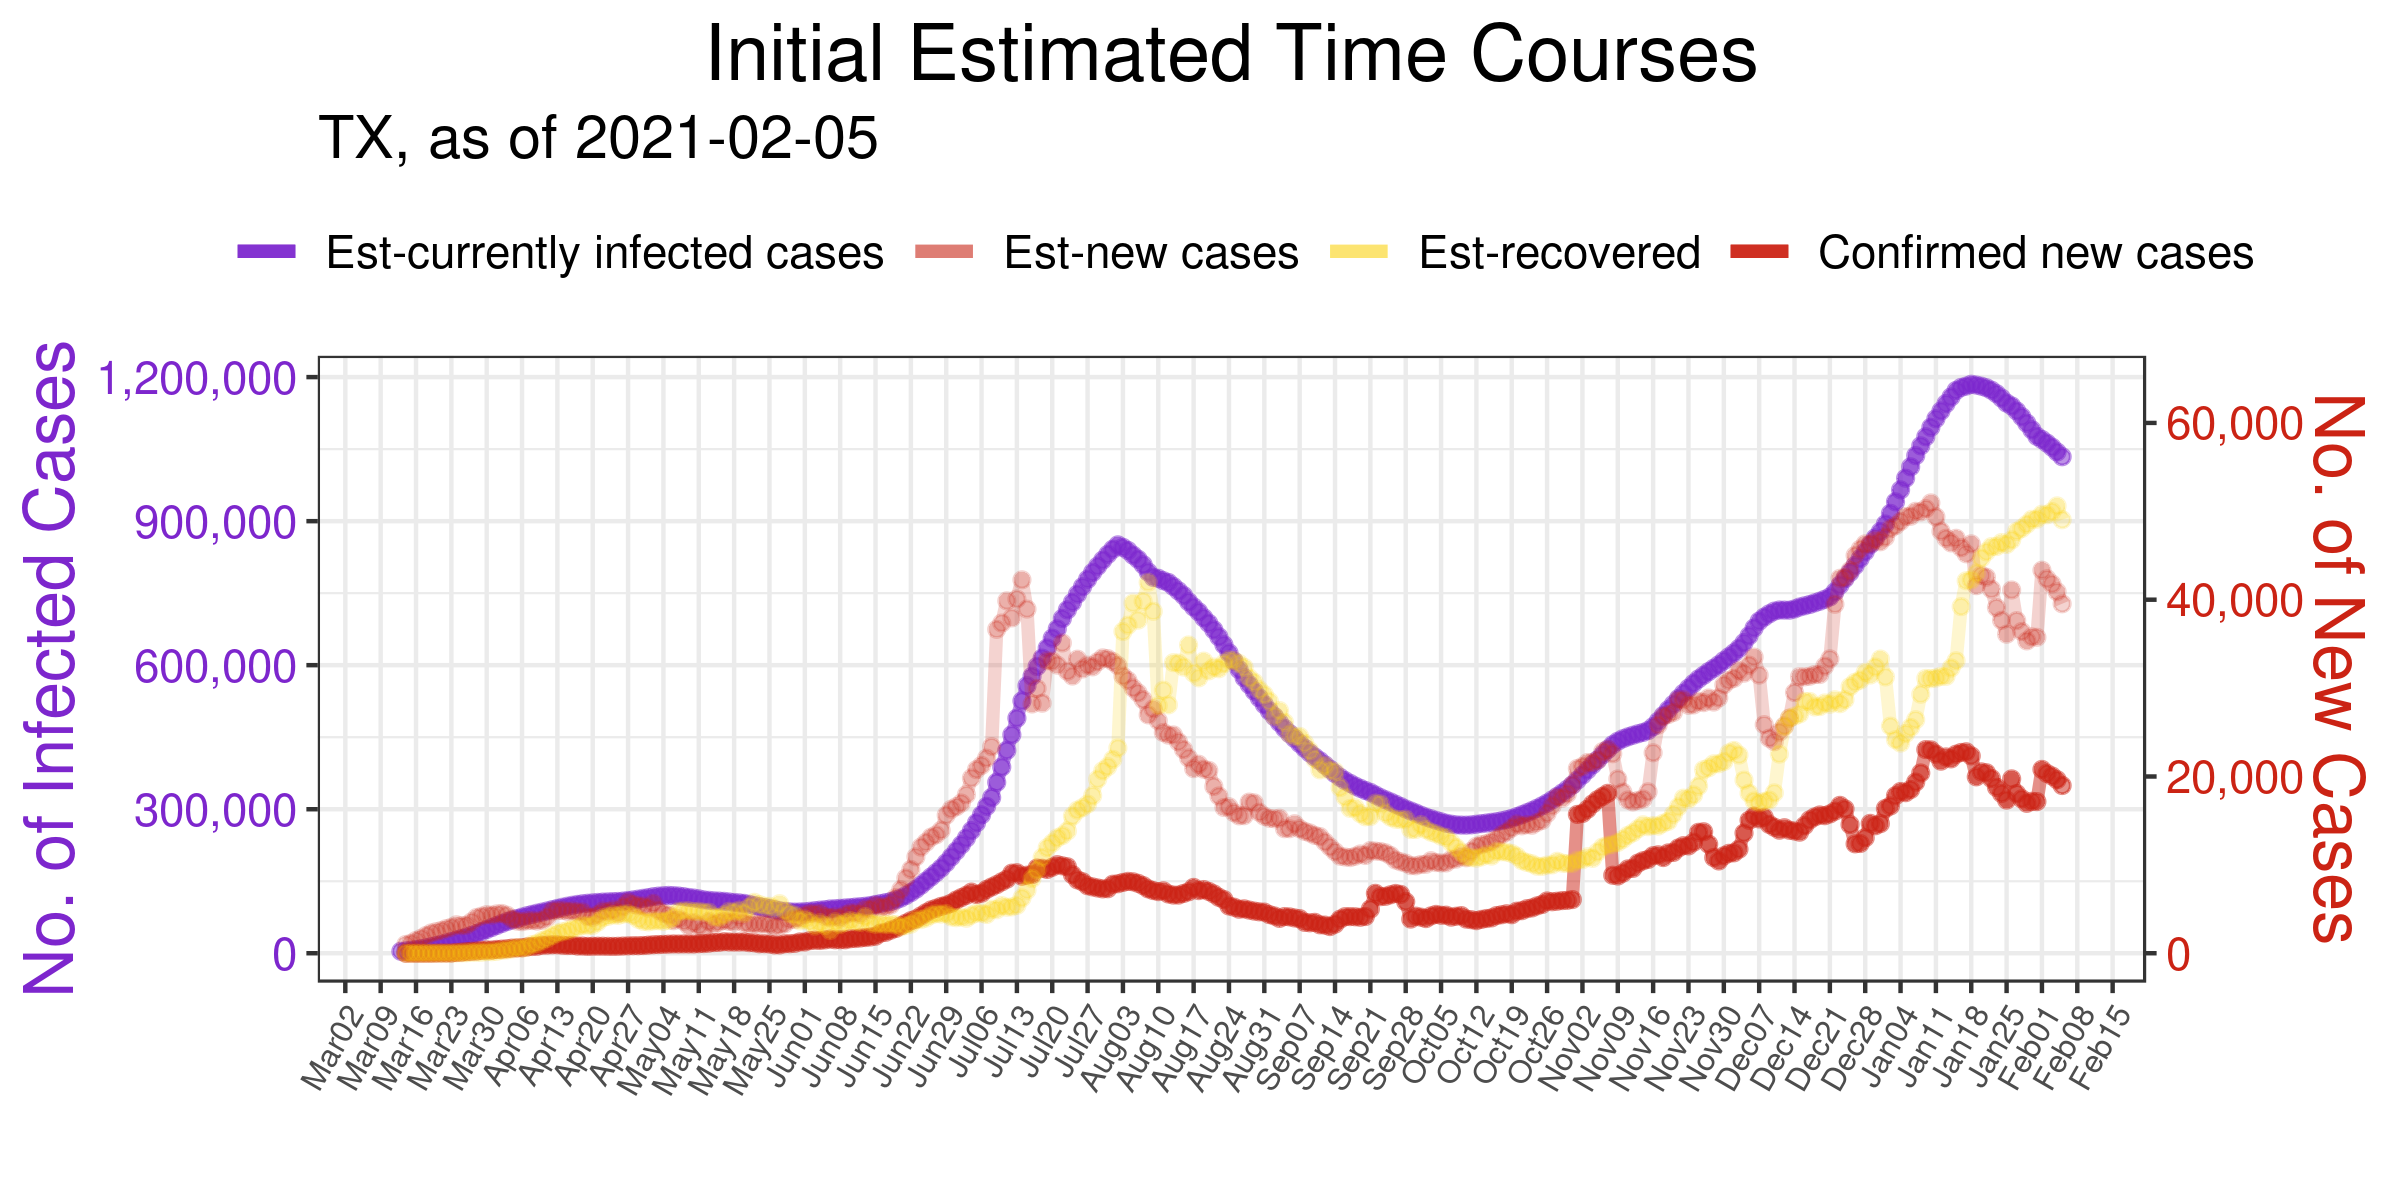 Initial Estimated Time Courses
TX, as of 2021-02-05
Est-currently infected cases
Est-new cases
Est-recovered
Confirmed new cases
No. of Infected Cases
1,200,000
900,000
600,000
300,000
0
60,000
40,000
20,000
0
No. of New Cases
Mar02
Mar09
Mar16
Mar23
Mar30
Apr06
Apr13
Apr20
Apr27
May04
May11
May18
May25
Jun01
Jun08
Jun15
Jun22
Jun29
Jul06
Jul13
Jul20
Jul27
Aug03
Aug10
Aug17
Aug24
Aug31
Sep07
Sep14
Sep21
Sep28
Oct05
Oct12
Oct19
Oct26
Nov02
Nov09
Nov16
Nov23
Nov30
Dec07
Dec14
Dec21
Dec28
Jan04
Jan11
Jan18
Jan25
Feb01
Feb08
Feb15